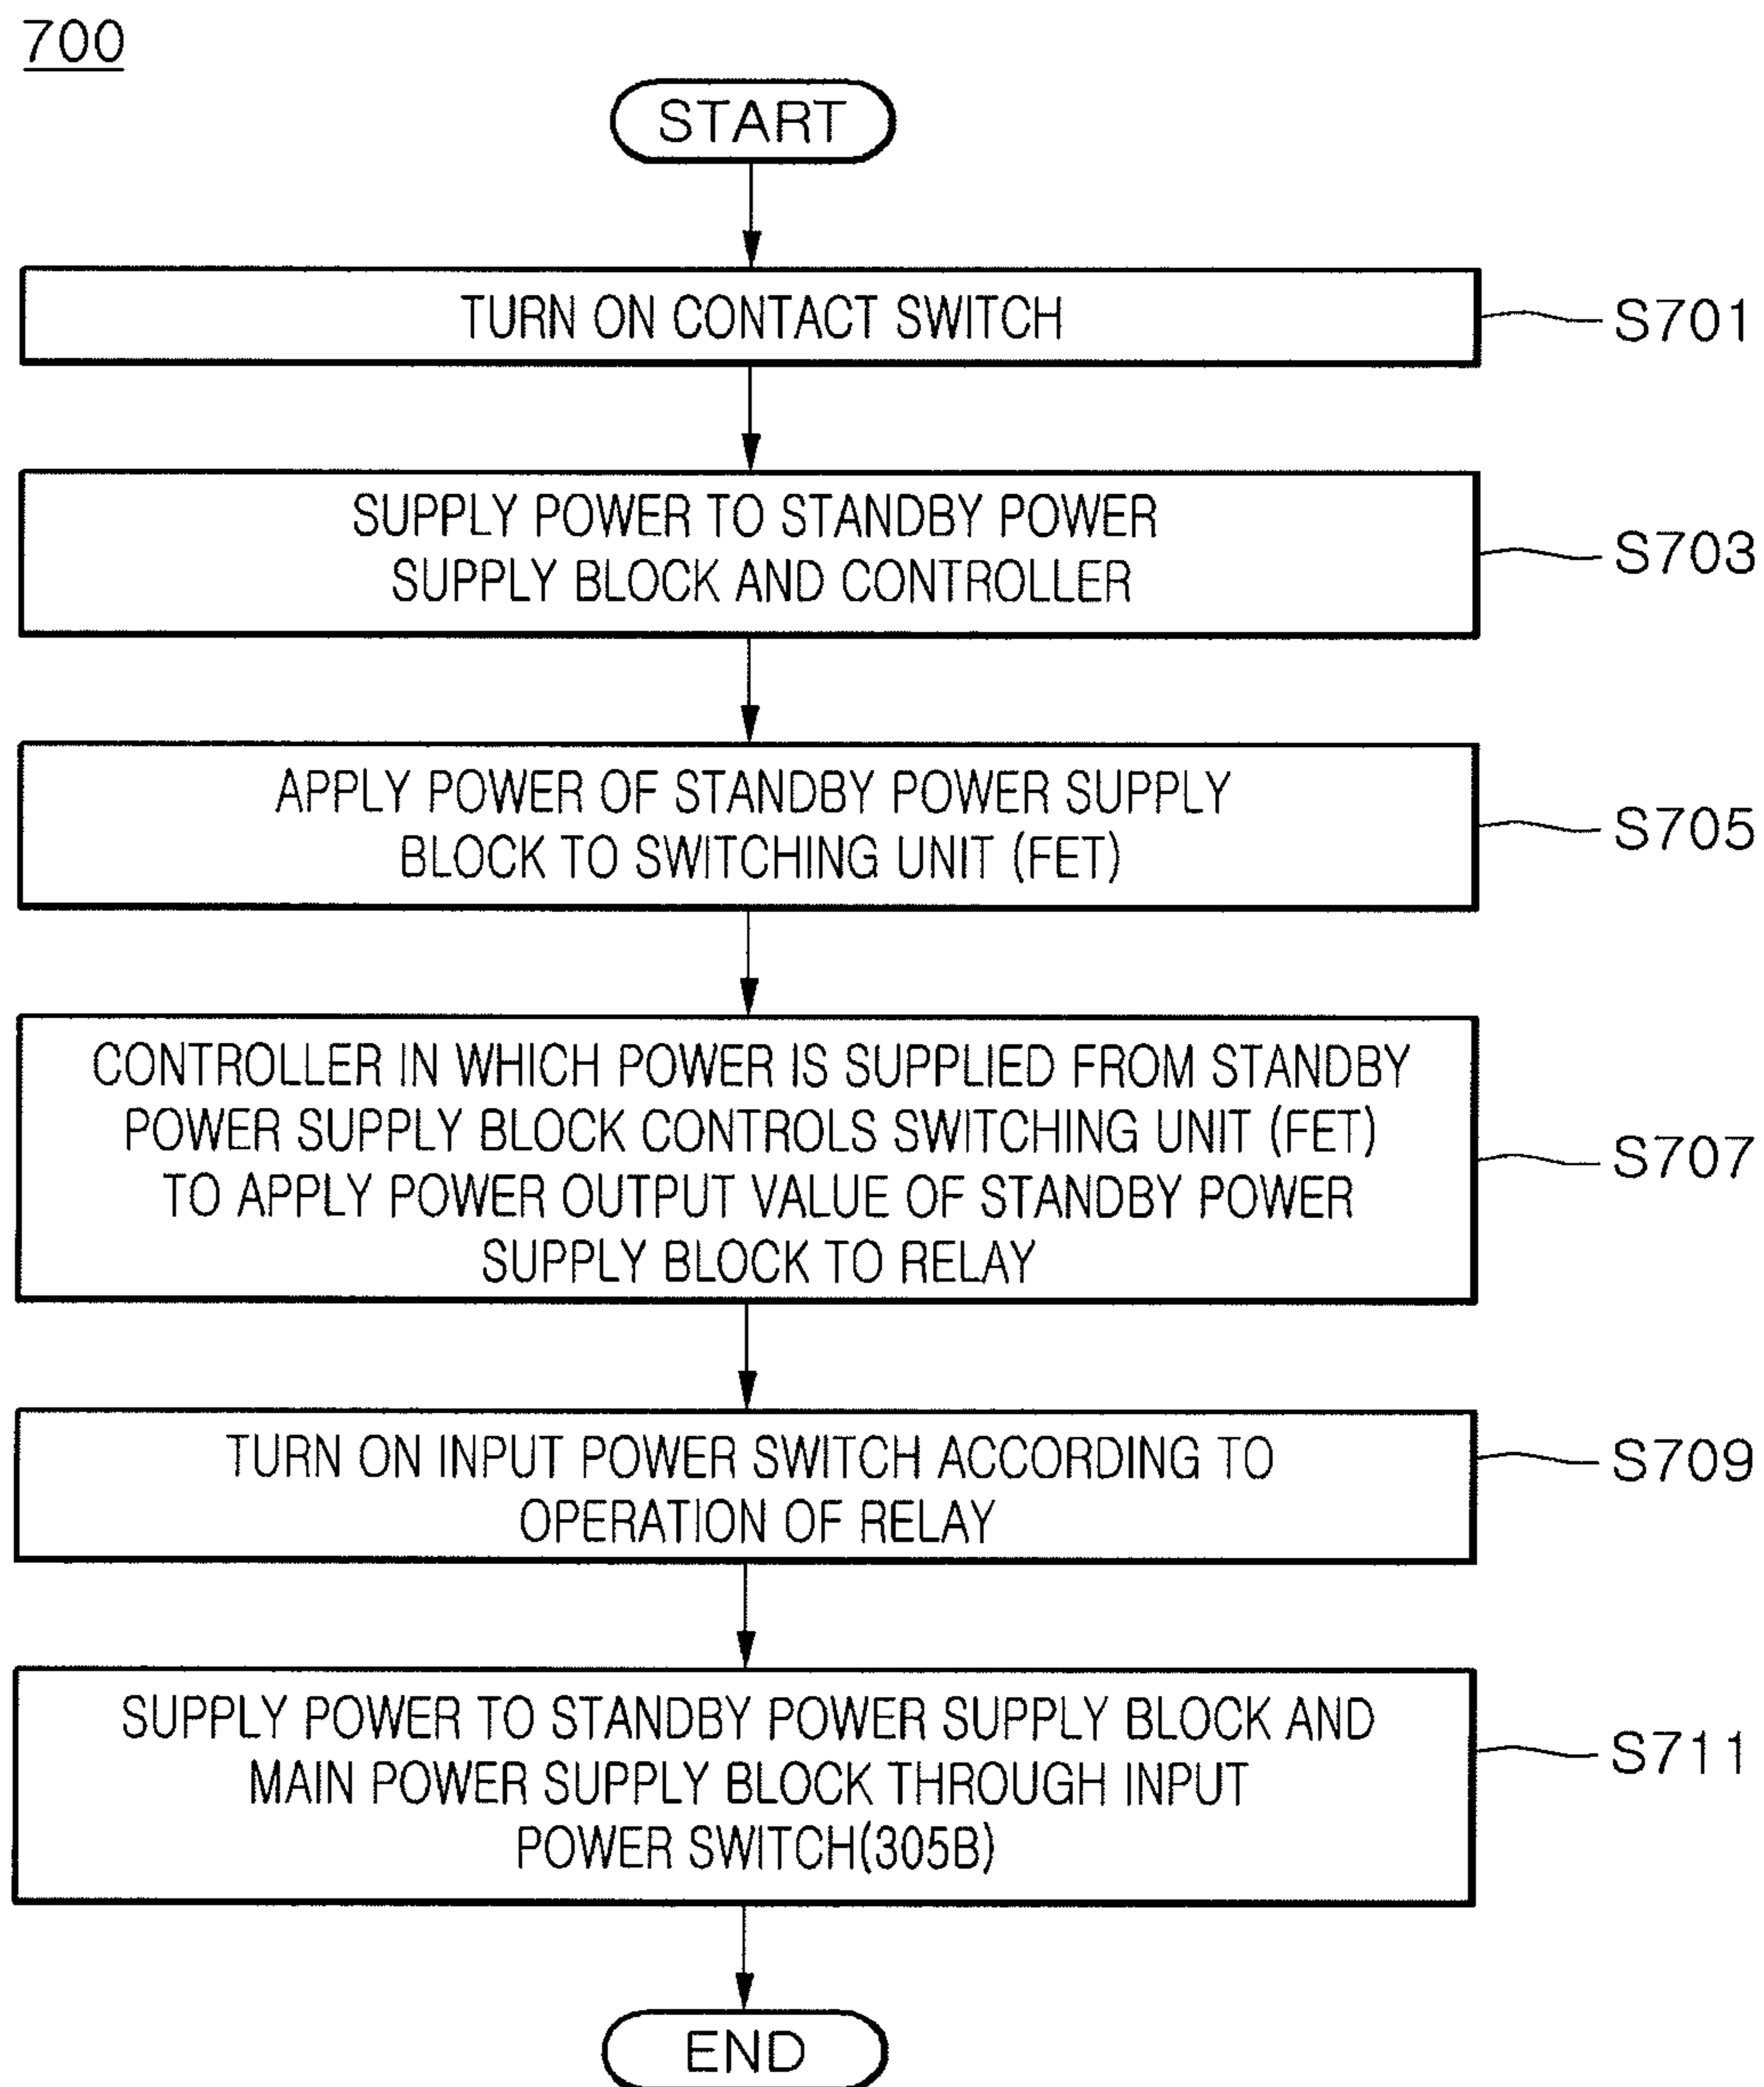 700
START
TURN ON CONTACT SWITCH
S701
SUPPLY POWER TO STANDBY POWER
SUPPLY BLOCK AND CONTROLLER
S703
APPLY POWER OF STANDBY POWER SUPPLY
BLOCK TO SWITCHING UNIT (FET)
S705
CONTROLLER IN WHICH POWER IS SUPPLIED FROM STANDBY
POWER SUPPLY BLOCK CONTROLS SWITCHING UNIT (FET)
TO APPLY POWER OUTPUT VALUE OF STANDBY POWER
SUPPLY BLOCK TO RELAY
S707
TURN ON INPUT POWER SWITCH ACCORDING TO
OPERATION OF RELAY
S709
SUPPLY POWER TO STANDBY POWER SUPPLY BLOCK AND
MAIN POWER SUPPLY BLOCK THROUGH INPUT
POWER SWITCH(305B)
S711
END